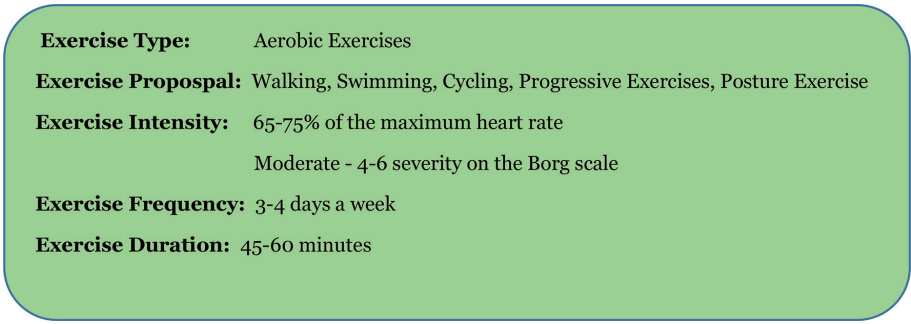 Exercise Type: Aerobic Exercises
Exercise Propospal: Walking, Swimming, Cycling, Progressive Exercises, Posture Exercise
Exercise Intensity: 65-75% of the maximum heart rate
Moderate - 4-6 severity on the Borg scale
Exercise Frequency: 3-4 days a week
Exercise Duration: 45-60 minutes